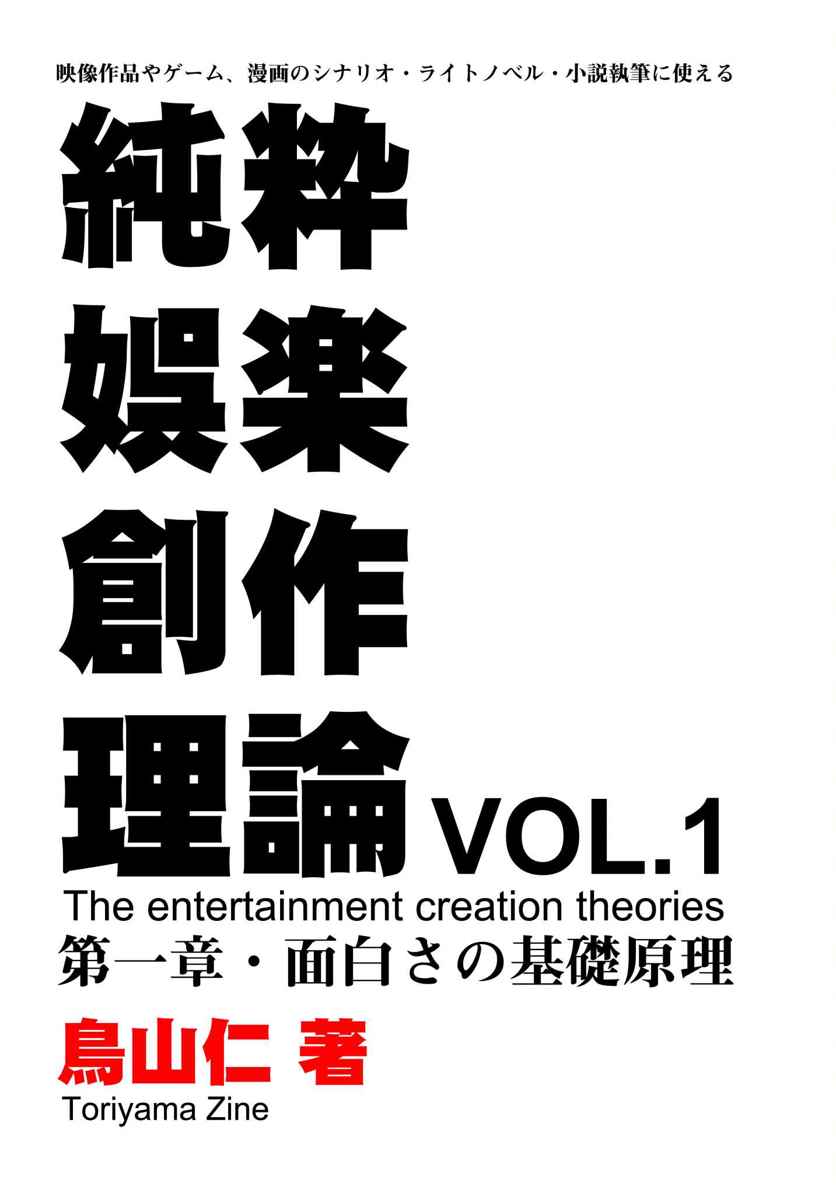 映像作品やゲーム、漫画のシナリオ・ライトノベル・小説執筆に使える
純粋
娯楽
創作
理論 VOL.1
The entertainment creation theories
第一章・面白さの基礎原理
鳥山仁 著
Toriyama Zine